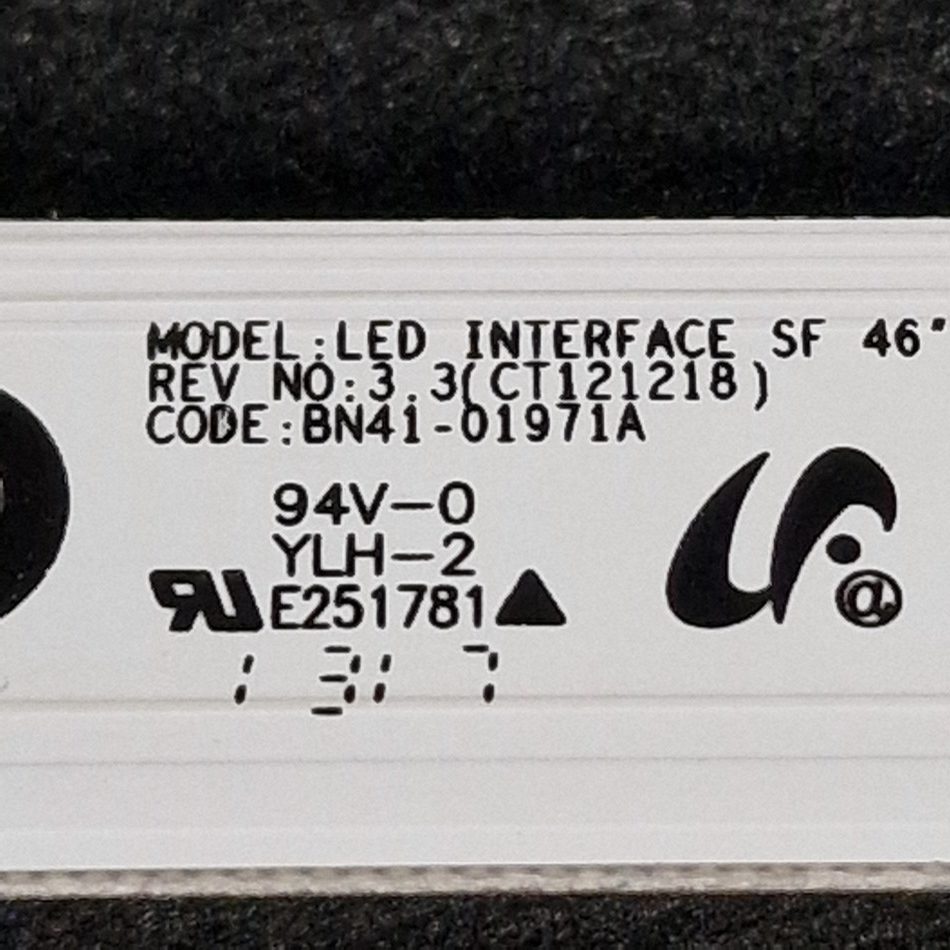 MODEL:LED INTERFACE SF 46"
REV NO:3.3(CT121218)
CODE:BN41-01971A
94V-0
YLH-2
E251781▲
1317
@